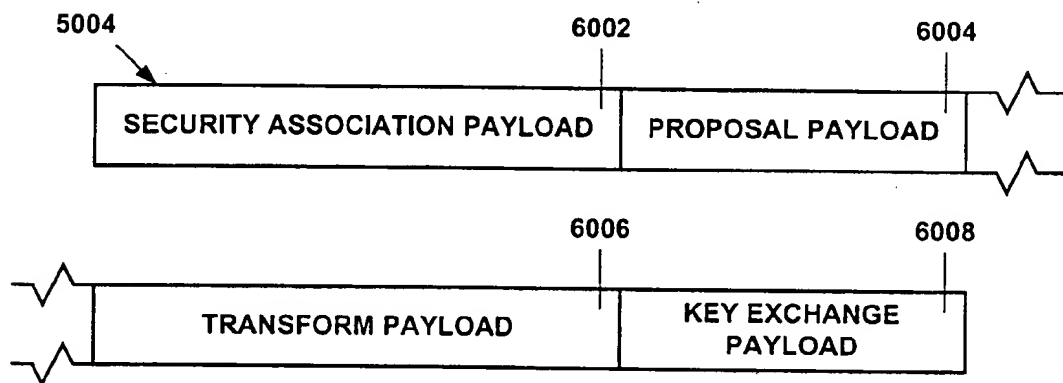 5004
6002
6004
SECURITY ASSOCIATION PAYLOAD
PROPOSAL PAYLOAD
6006
6008
TRANSFORM PAYLOAD
KEY EXCHANGE
PAYLOAD